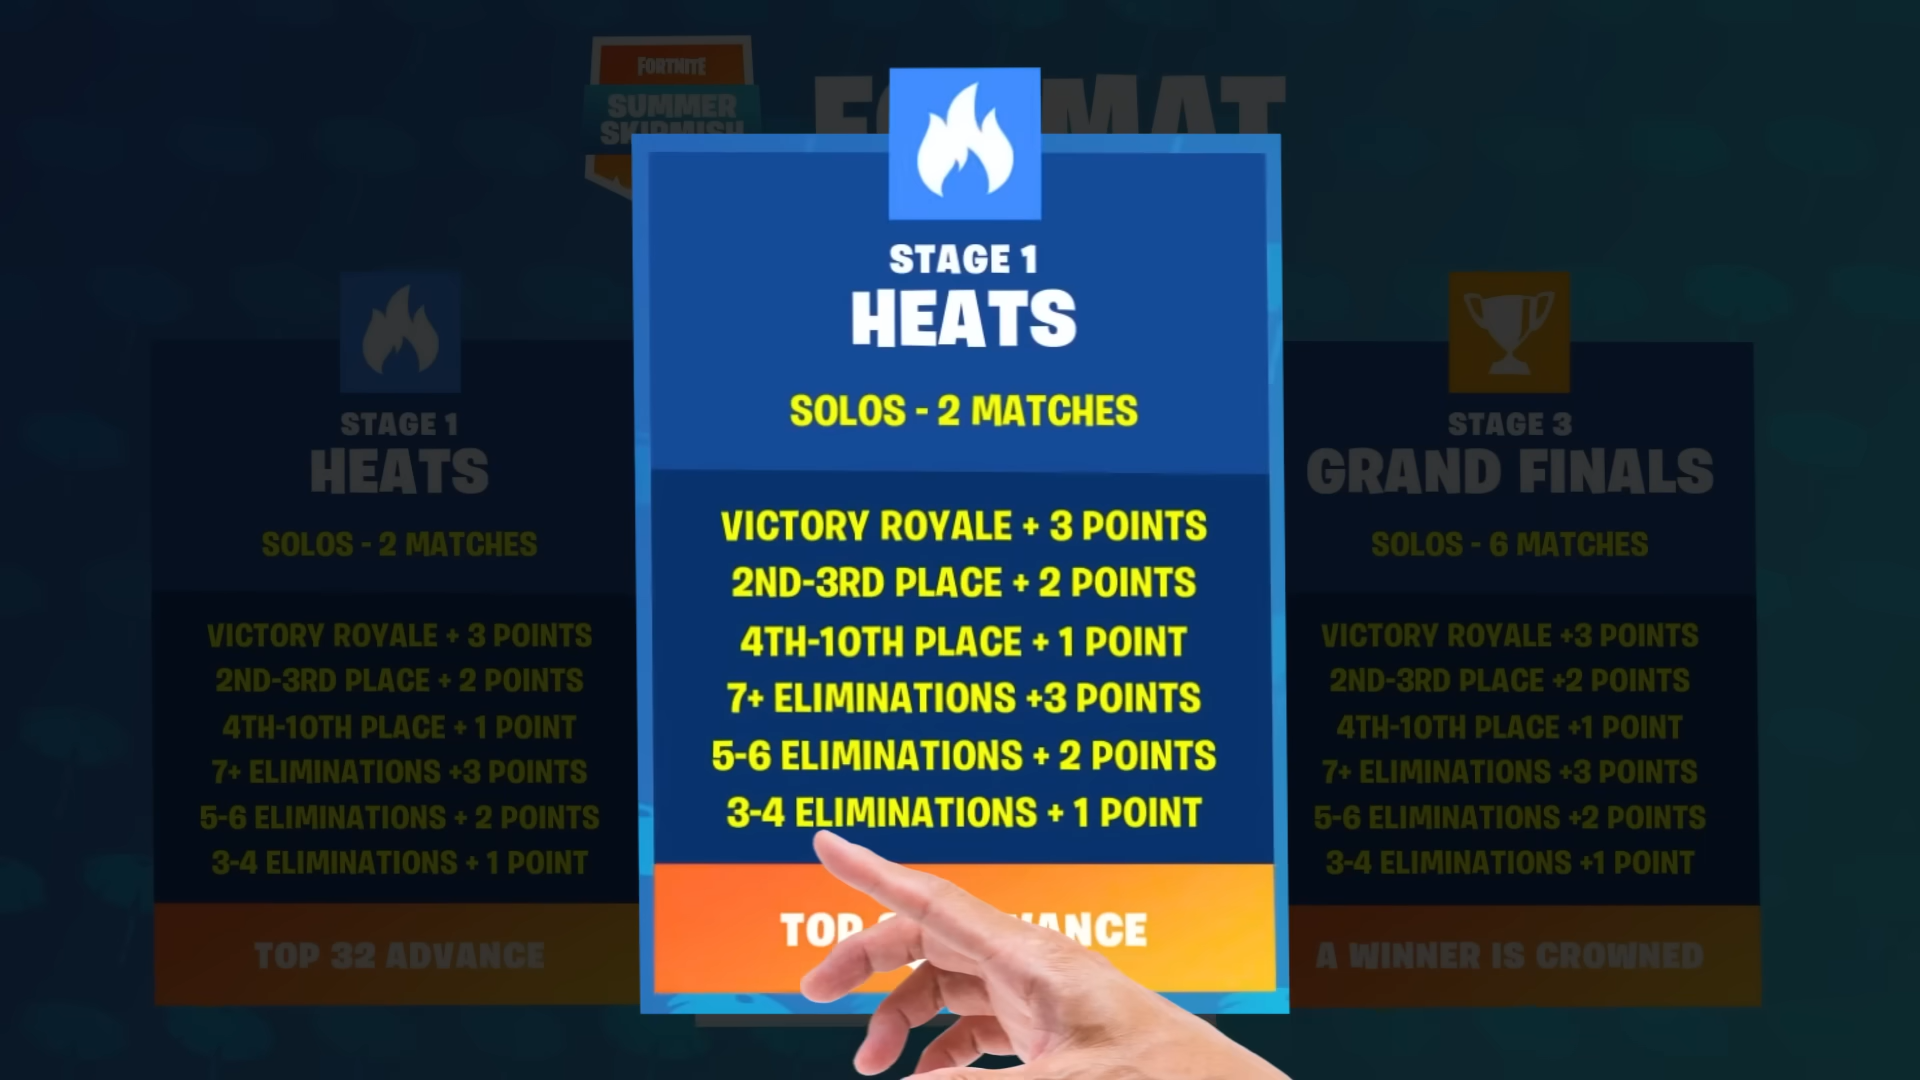 FORTNITE
SUMMER
SKIRMISH
STAGE 1
HEATS
SOLOS - 2 MATCHES
VICTORY ROYALE + 3 POINTS
2ND-3RD PLACE + 2 POINTS
4TH-10TH PLACE + 1 POINT
7+ ELIMINATIONS +3 POINTS
5-6 ELIMINATIONS + 2 POINTS
3-4 ELIMINATIONS + 1 POINT
TOP 32 ADVANCE
STAGE 1
HEATS
SOLOS - 2 MATCHES
VICTORY ROYALE + 3 POINTS
2ND-3RD PLACE + 2 POINTS
4TH-10TH PLACE + 1 POINT
7+ ELIMINATIONS +3 POINTS
5-6 ELIMINATIONS + 2 POINTS
3-4 ELIMINATIONS + 1 POINT
TOP
STAGE 3
GRAND FINALS
SOLOS - 6 MATCHES
VICTORY ROYALE +3 POINTS
2ND-3RD PLACE +2 POINTS
4TH-10TH PLACE +1 POINT
7+ ELIMINATIONS +3 POINTS
5-6 ELIMINATIONS +2 POINTS
3-4 ELIMINATIONS +1 POINT
A WINNER IS CROWNED